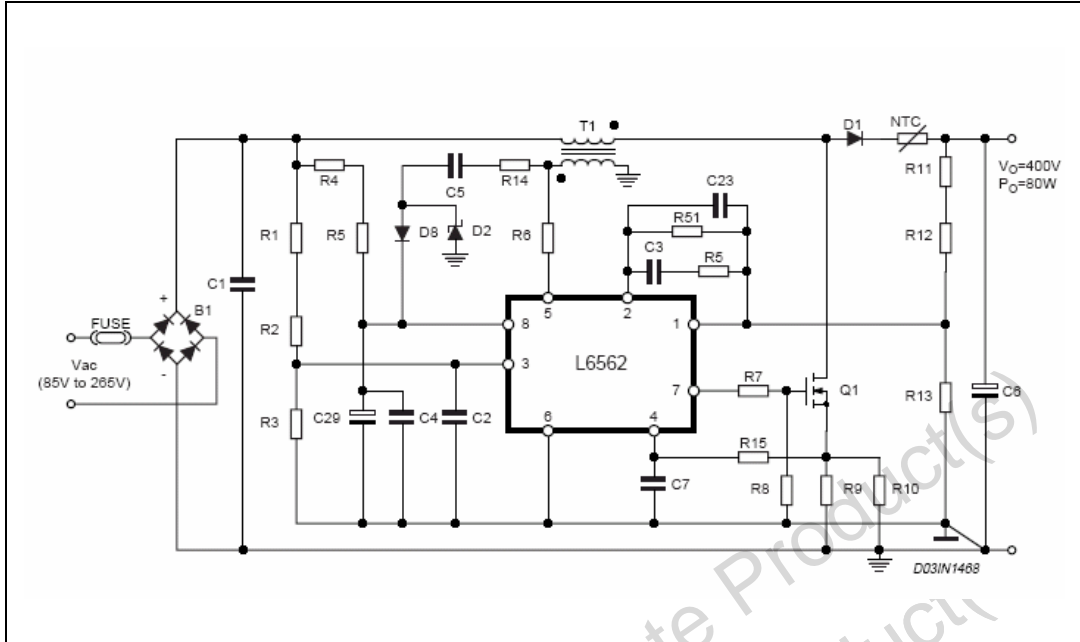 T1
D1
NTC
R4
C5
R14
C23
R11
Vo=400V
Po=80W
R1
R5
D8
D2
R6
R51
R12
C3
R5
C1
+
B1
5
2
8
1
FUSE
R2
L6562
3
Vac
(85V to 265V)
-
R7
7
Q1
R3
C29
C4
C2
6
4
R13
C6
R15
C7
R8
R9
R10
D03IN1468
Product(s)